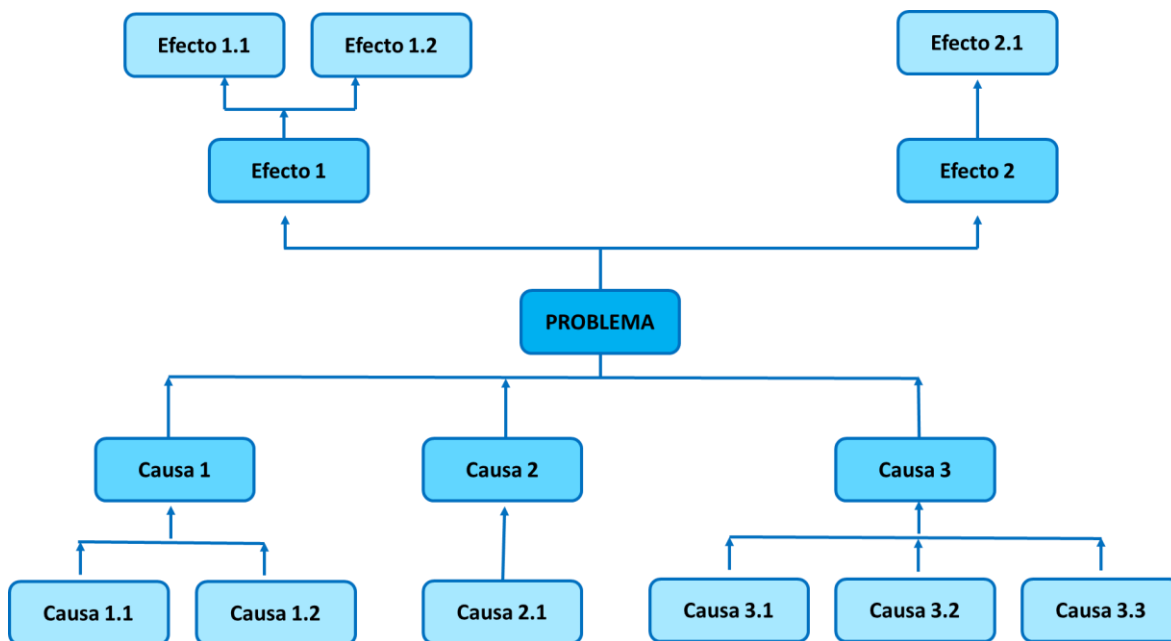 Efecto 1.1
Efecto 1.2
Efecto 2.1
Efecto 1
Efecto 2
PROBLEMA
Causa 1
Causa 2
Causa 3
Causa 1.1
Causa 1.2
Causa 2.1
Causa 3.1
Causa 3.2
Causa 3.3